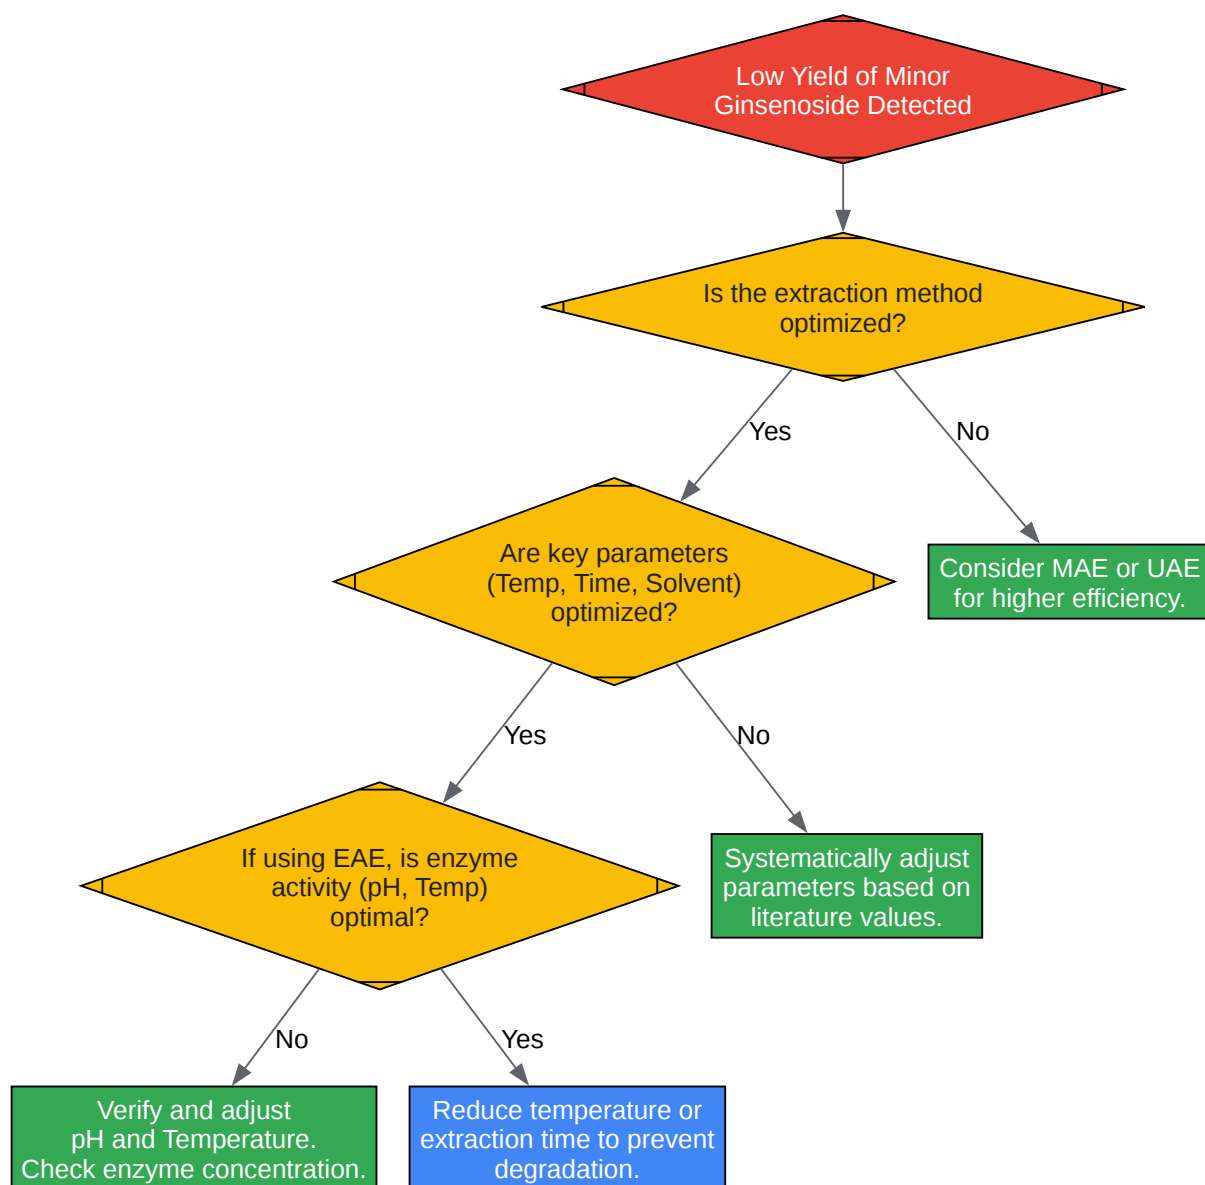 Low Yield of Minor
Ginsenoside Detected
Is the extraction method
optimized?
Yes
No
Are key parameters
(Temp, Time, Solvent)
optimized?
Consider MAE or UAE
for higher efficiency.
Yes
No
If using EAE, is enzyme
activity (pH, Temp)
optimal?
Systematically adjust
parameters based on
literature values.
No
Yes
Verify and adjust
pH and Temperature.
Check enzyme concentration.
Reduce temperature or
extraction time to prevent
degradation.